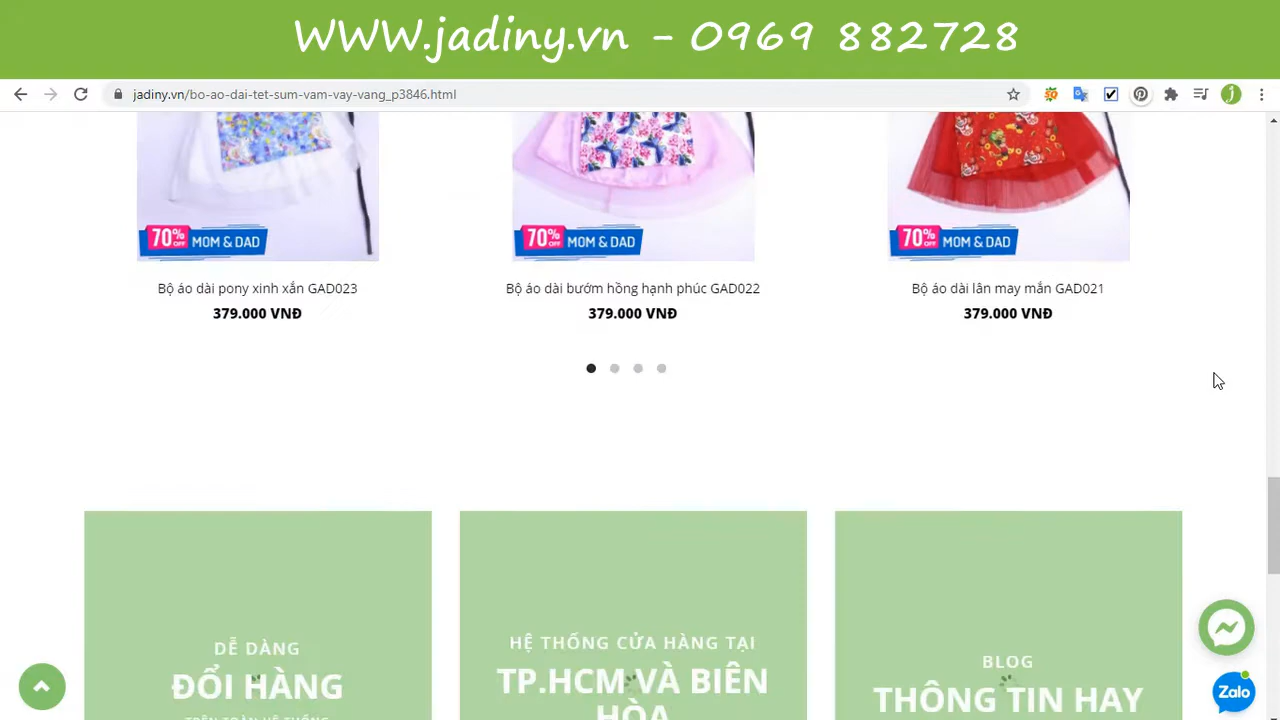 WWW.jadiny.vn - 0969 882728
jadiny.vn/bo-ao-dai-tet-sum-vam-vay-vang_p3846.html
70% OFF MOM & DAD
70% OFF MOM & DAD
70% OFF MOM & DAD
Bộ áo dài pony xinh xắn GAD023
379.000 VNĐ
Bộ áo dài bướm hồng hạnh phúc GAD022
379.000 VNĐ
Bộ áo dài lân may mắn GAD021
379.000 VNĐ
DỄ DÀNG
ĐỔI HÀNG
TRÊN TOÀN HỆ THỐNG
HỆ THỐNG CỬA HÀNG TẠI
TP.HCM VÀ BIÊN
HÒA
BLOG
THÔNG TIN HAY
Zalo